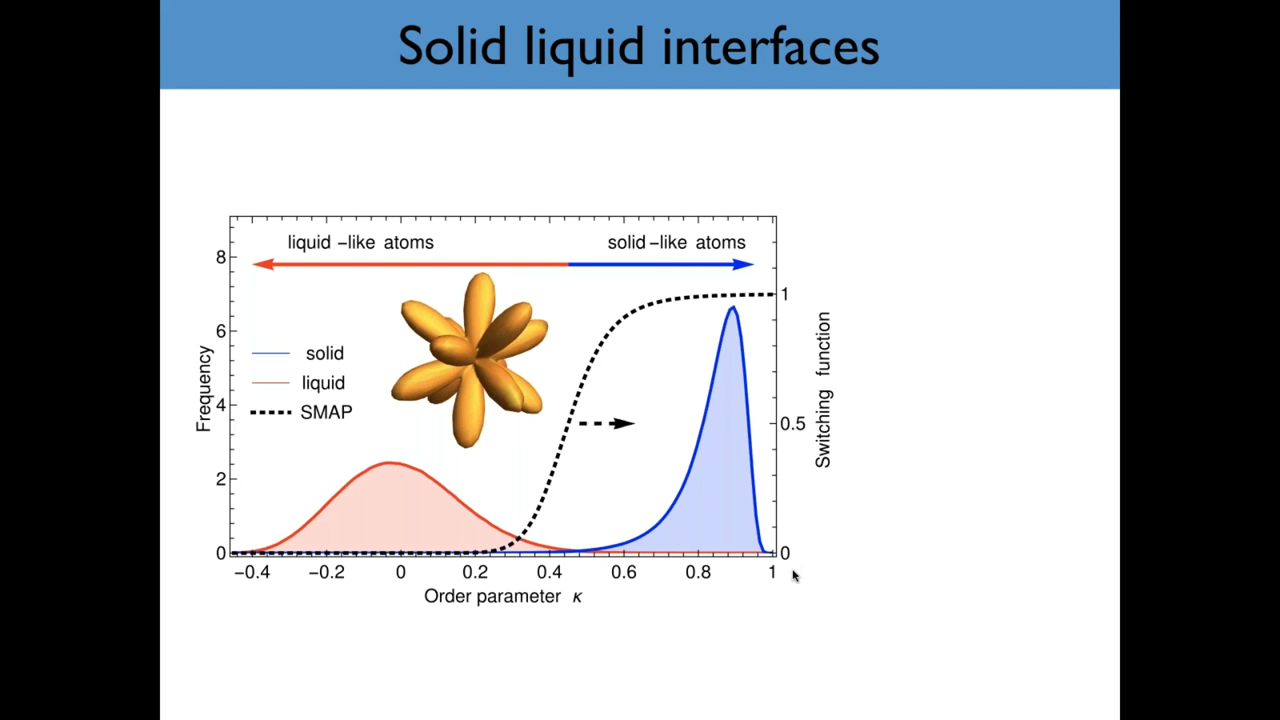 Solid liquid interfaces
liquid –like atoms
solid –like atoms
Frequency
8
6
4
2
0
solid
liquid
SMAP
1
0.5
0
Switching function
−0.4 −0.2 0 0.2 0.4 0.6 0.8 1
Order parameter κ